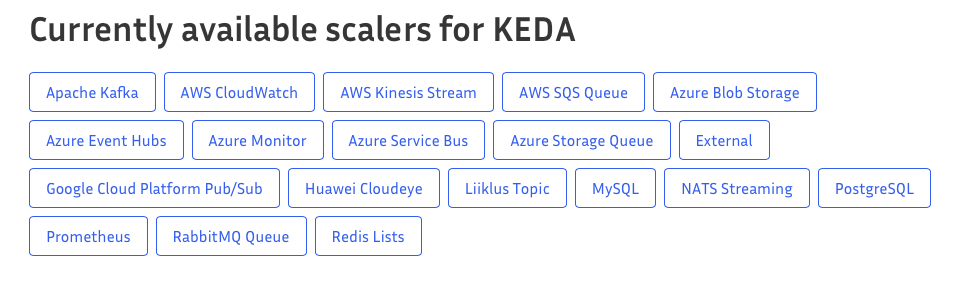 Currently available scalers for KEDA
Apache Kafka AWS CloudWatch AWS Kinesis Stream AWS SQS Queue Azure Blob Storage
Azure Event Hubs Azure Monitor Azure Service Bus Azure Storage Queue External
Google Cloud Platform Pub/Sub Huawei Cloudeye Liiklus Topic MySQL NATS Streaming PostgreSQL
Prometheus RabbitMQ Queue Redis Lists